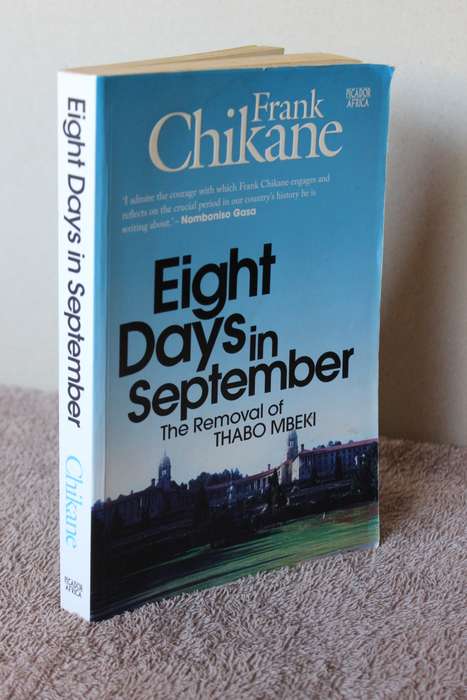 Eight Days in September
Chikane
PICADOR
AFRICA
PICADOR
AFRICA
Frank
Chikane
'I admire the courage with which Frank Chikane engages and
reflects on the crucial period in our country's history he is
writing about.' – Nomboniso Gasa
Eight
Days in
September
The Removal of
THABO MBEKI